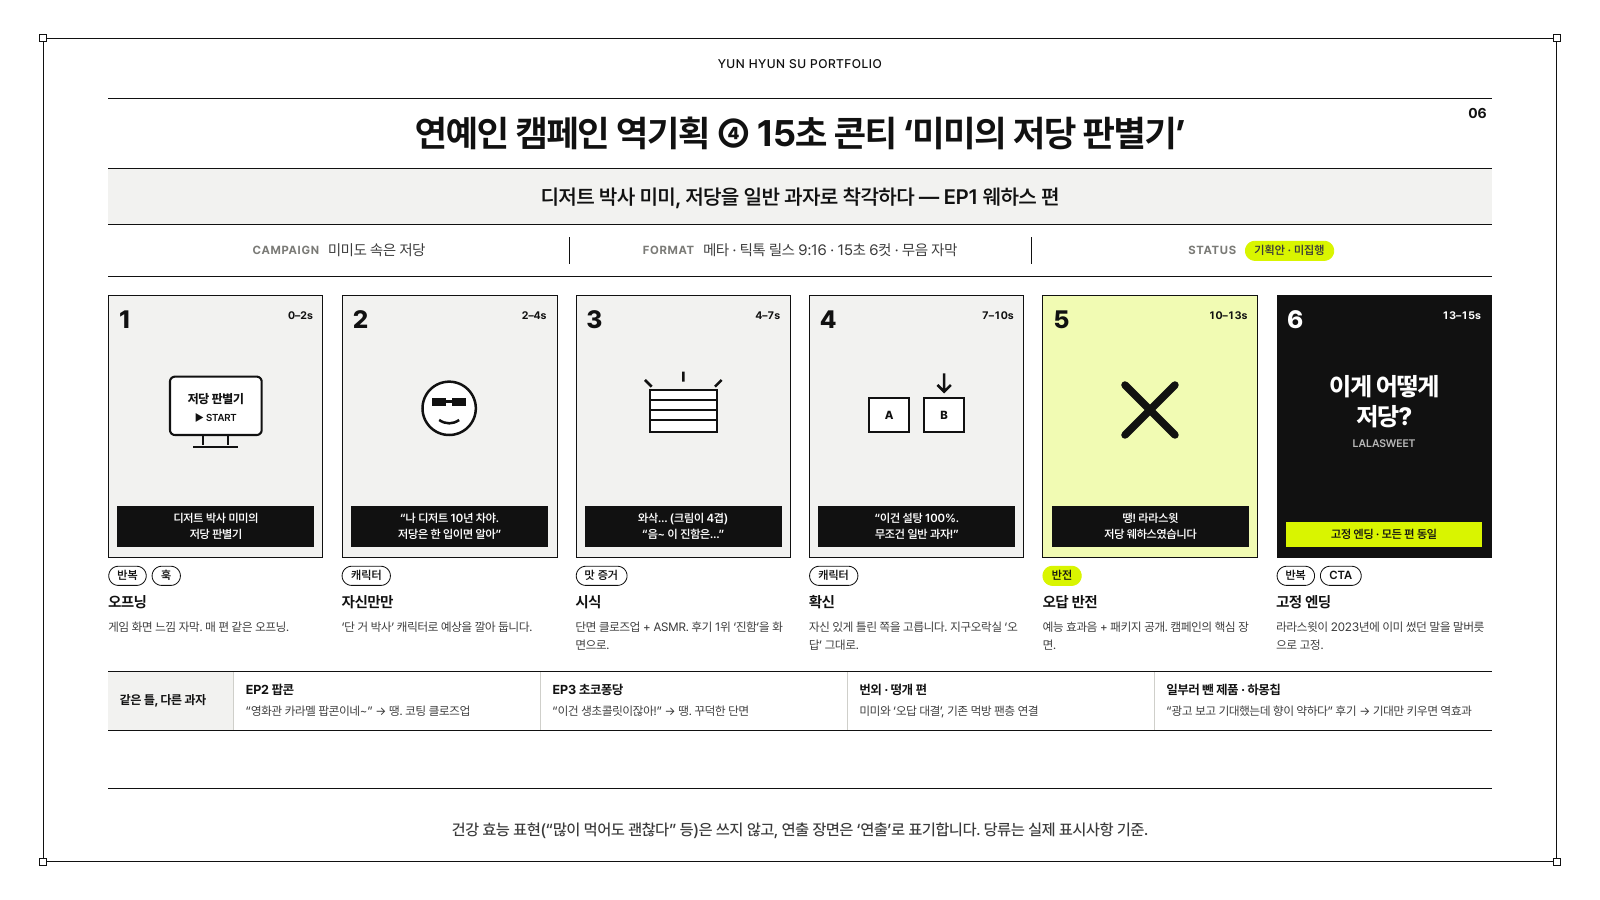 YUN HYUN SU PORTFOLIO
06
연예인 캠페인 역기획 ④ 15초 콘티 ‘미미의 저당 판별기’
디저트 박사 미미, 저당을 일반 과자로 착각하다 — EP1 웨하스 편
CAMPAIGN 미미도 속은 저당
FORMAT 메타 · 틱톡 릴스 9:16 · 15초 6컷 · 무음 자막
STATUS 기획안 · 미집행
1 0–2s
저당 판별기
▶ START
디저트 박사 미미의
저당 판별기
반복 훅
오프닝
게임 화면 느낌 자막. 매 편 같은 오프닝.
2 2–4s
“나 디저트 10년 차야.
저당은 한 입이면 알아”
캐릭터
자신만만
‘단 거 박사’ 캐릭터로 예상을 깔아 둡니다.
3 4–7s
와삭… (크림이 4겹)
“음~ 이 진함은…”
맛 증거
시식
단면 클로즈업 + ASMR. 후기 1위 ‘진함’을 화
면으로.
4 7–10s
A B
“이건 설탕 100%.
무조건 일반 과자!”
캐릭터
확신
자신 있게 틀린 쪽을 고릅니다. 지구오락실 ‘오
답’ 그대로.
5 10–13s
땡! 라라스윗
저당 웨하스였습니다
반전
오답 반전
예능 효과음 + 패키지 공개. 캠페인의 핵심 장
면.
6 13–15s
이게 어떻게
저당?
LALASWEET
고정 엔딩 · 모든 편 동일
반복 CTA
고정 엔딩
라라스윗이 2023년에 이미 썼던 말을 말버릇
으로 고정.
같은 틀, 다른 과자
EP2 팝콘
“영화관 카라멜 팝콘이네~” → 땡. 코팅 클로즈업
EP3 초코퐁당
“이건 생초콜릿이잖아!” → 땡. 꾸덕한 단면
번외 · 떵개 편
미미와 ‘오답 대결’, 기존 먹방 팬층 연결
일부러 뺀 제품 · 하몽칩
“광고 보고 기대했는데 향이 약하다” 후기 → 기대만 키우면 역효과
건강 효능 표현(“많이 먹어도 괜찮다” 등)은 쓰지 않고, 연출 장면은 ‘연출’로 표기합니다. 당류는 실제 표시사항 기준.